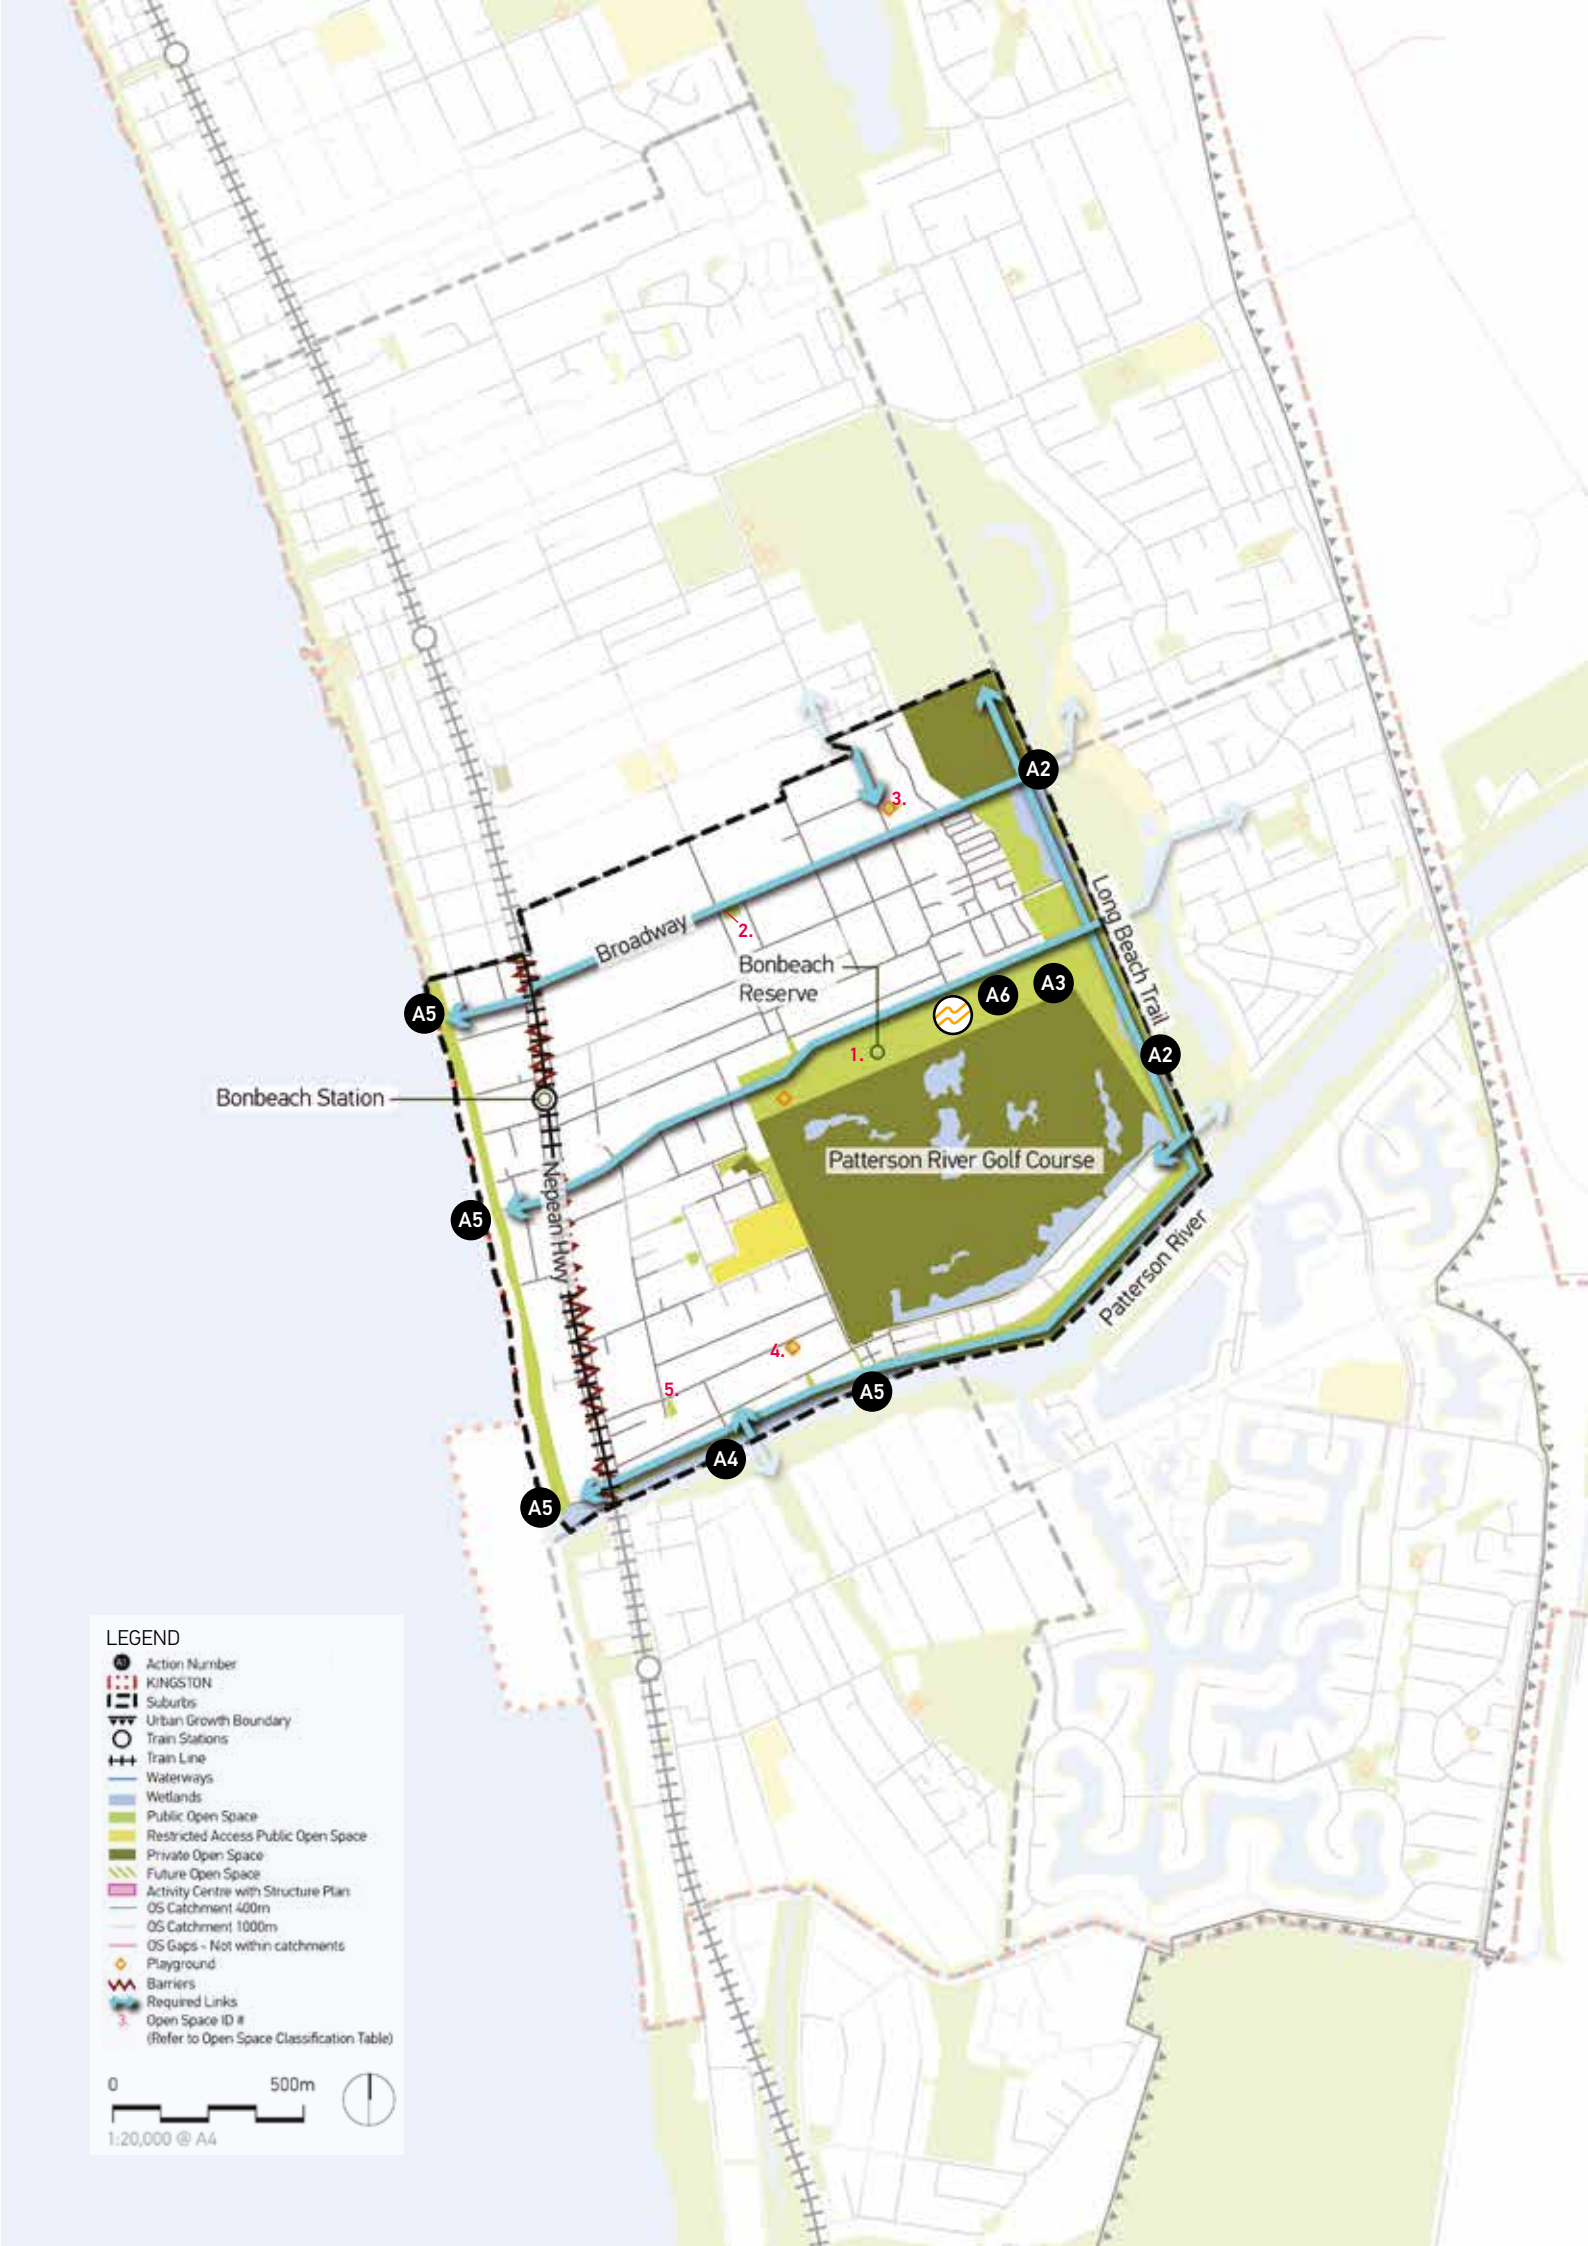 A2
3.
Broadway
2.
Long Beach Trail
Bonbeach
Reserve
A6
A3
A5
1.
A2
Bonbeach Station
Patterson River Golf Course
Nepean Hwy
A5
Patterson River
4.
5.
A5
A4
A5
LEGEND
Action Number
KINGSTON
Suburbs
Urban Growth Boundary
Train Stations
Train Line
Waterways
Wetlands
Public Open Space
Restricted Access Public Open Space
Private Open Space
Future Open Space
Activity Centre with Structure Plan
OS Catchment 400m
OS Catchment 1000m
OS Gaps - Not within catchments
Playground
Barriers
Required Links
3. Open Space ID #
(Refer to Open Space Classification Table)
0 500m
1:20,000 @ A4